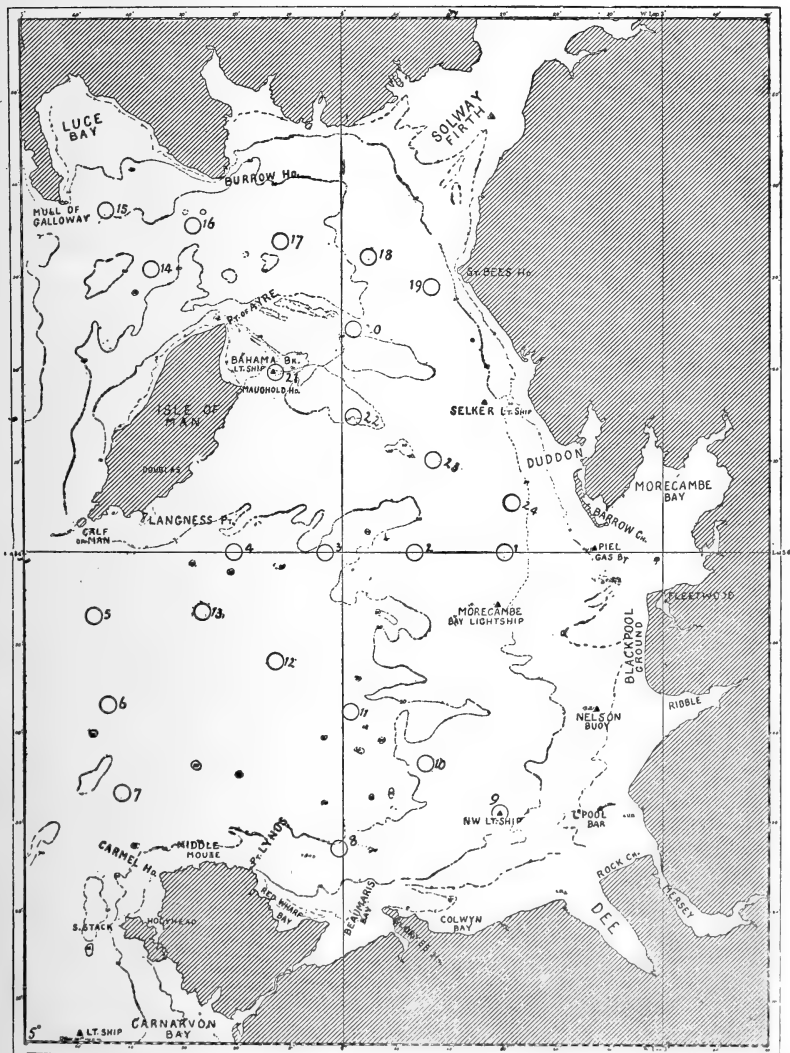 W. Lon 3
LUCE
BAY
SOLWAY
FIRTH
BURROW HD.
MULL OF
GALLOWAY
15
16
17
18
14
19
ST. BEES HD.
PT. OF AYRE
0
BAHAMA BK.
LT. SHIP
21
MAUGHOLD HD.
22
SELKER LT. SHIP
ISLE OF
MAN
DOUGLAS
23
DUDDON
MORECAMBE
BAY
24
BARROW CH.
LANGNESS PT.
CALF
OF MAN
4
3
2
1
PIEL
GAS BY
5
13
MORECAMBE
BAY LIGHTSHIP
FLEETWOOD
12
BLACKPOOL
GROUND
6
11
NELSON
BUOY
RIBBLE
10
7
9
NW LT. SHIP
L'POOL
BAR
8
MIDDLE
MOUSE
PT. LYNOS
CARMEL HD.
ROCK CH.
MERSEY
RED WHARF
BAY
BEAUMARIS
BAY
COLWYN
BAY
DEE
S. STACK
HOLYHEAD
CARNARVON
BAY
5°
LT. SHIP